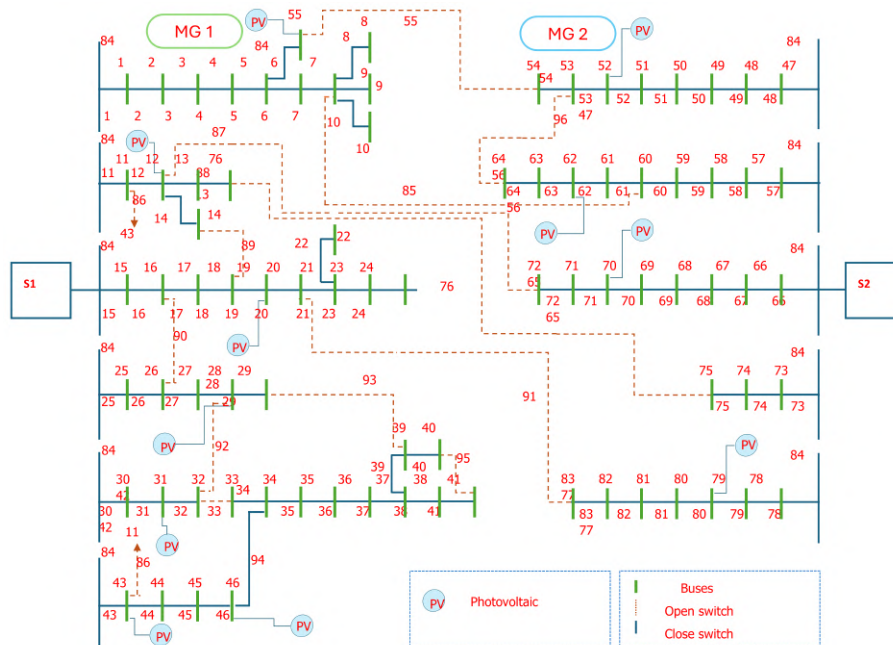 MG 1
PV
55
55
MG 2
PV
84
84
84
8
1 2 3 4 5 6 7 8 9
54 53 52 51 50 49 48 47
54
1 2 3 4 5 6 7 10 9
53 52 51 50 49 48
47
96
10
84
87
84
PV
11 12 13 76
64 63 62 61 60 59 58 57
11 12 88
56
86 13
85
64 63 62 61 60 59 58 57
56
14 14
43
PV
PV
84
89
22 22
84
15 16 17 18 19 20 21 23 24
76
72 71 70 69 68 67 66
65
S1
S2
15 16 17 18 19 20 21 23 24
72 71 70 69 68 67 66
65
90
PV
84
84
25 26 27 28 29
93
75 74 73
28
25 26 27 29
91
75 74 73
PV
92
39 40
PV
84
95
84
39 40
30 31 32 33 34 35 36 37 38 41
83 82 81 80 79 78
42
34
77
30 31 32 33 35 36 37 38 41
83 82 81 80 79 78
42
77
11
PV
84
86
94
43 44 45 46
43 44 45 46
PV
PV
PV Photovoltaic
Buses
Open switch
Close switch